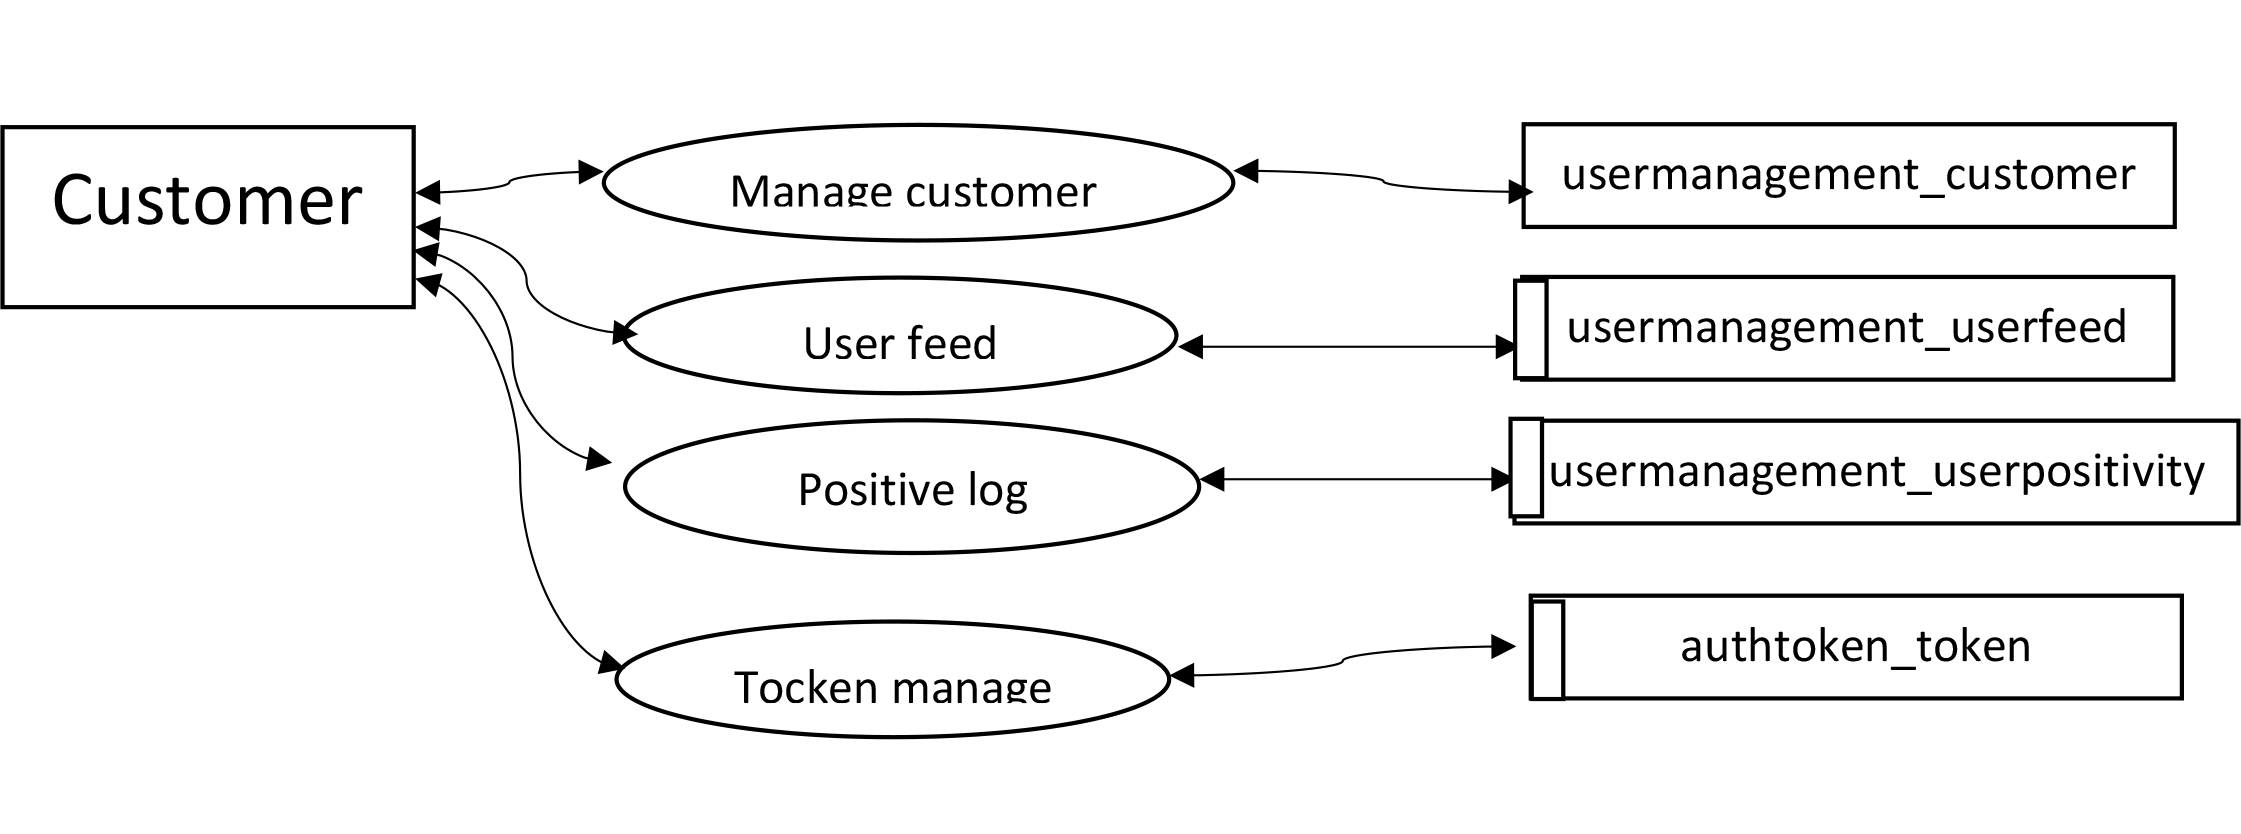 Customer
Manage customer
usermanagement_customer
User feed
usermanagement_userfeed
Positive log
usermanagement_userpositivity
Tocken manage
authtoken_token